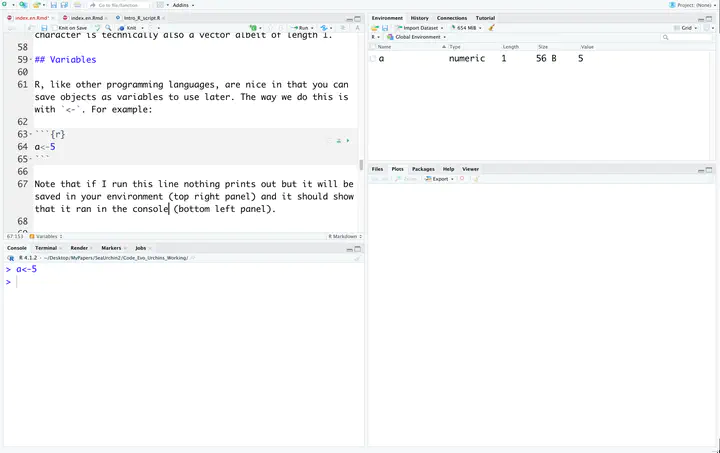 Go to file/function
Addins
Project: (None)
index.en.Rmd*
index.en.Rmd
Intro_R_script.R
Knit on Save
Knit
Run
character is technically also a vector albeit of length 1.
58
59 ## Variables
60
61 R, like other programming languages, are nice in that you can
save objects as variables to use later. The way we do this is
with `<-`. For example:
62
63 ```{r}
64 a<-5
65 ```
66
67 Note that if I run this line nothing prints out but it will be
saved in your environment (top right panel) and it should show
that it ran in the console (bottom left panel).
68
67:153 Variables R Markdown
Console Terminal Render Markers Jobs
R 4.1.2 · ~/Desktop/MyPapers/SeaUrchin2/Code_Evo_Urchins_Working/
> a<-5
>
Environment History Connections Tutorial
Import Dataset 654 MiB Grid
R Global Environment
Name Type Length Size Value
a numeric 1 56 B 5
Files Plots Packages Help Viewer
Export